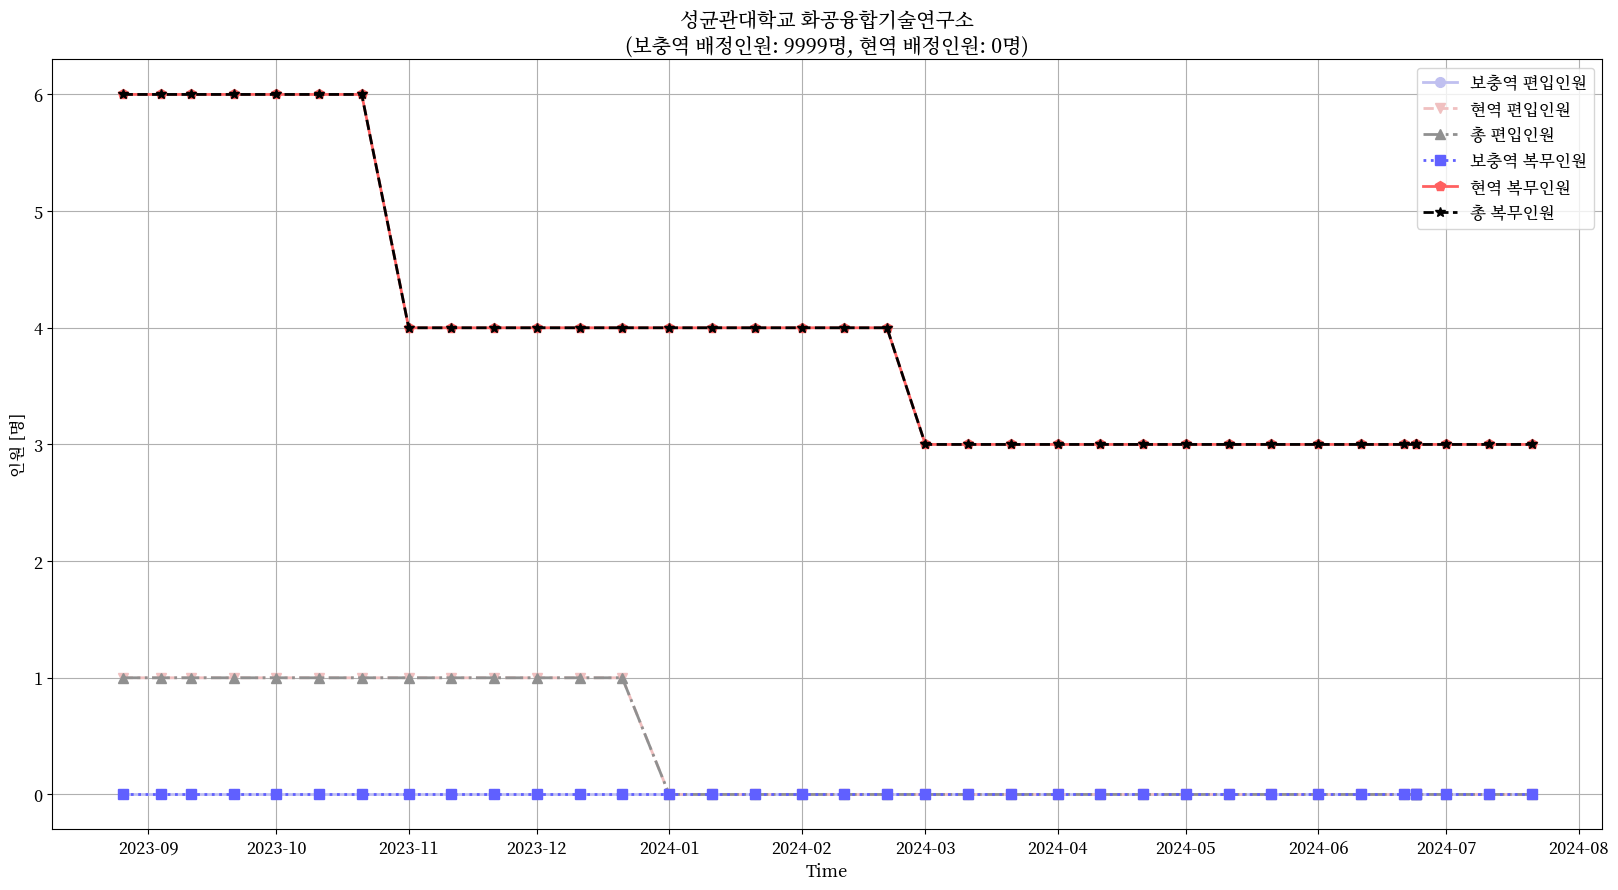 성균관대학교 화공융합기술연구소
(보충역 배정인원: 9999명, 현역 배정인원: 0명)
보충역 편입인원
현역 편입인원
총 편입인원
보충역 복무인원
현역 복무인원
총 복무인원
인원 [명]
6
5
4
3
2
1
0
2023-09 2023-10 2023-11 2023-12 2024-01 2024-02 2024-03 2024-04 2024-05 2024-06 2024-07 2024-08
Time